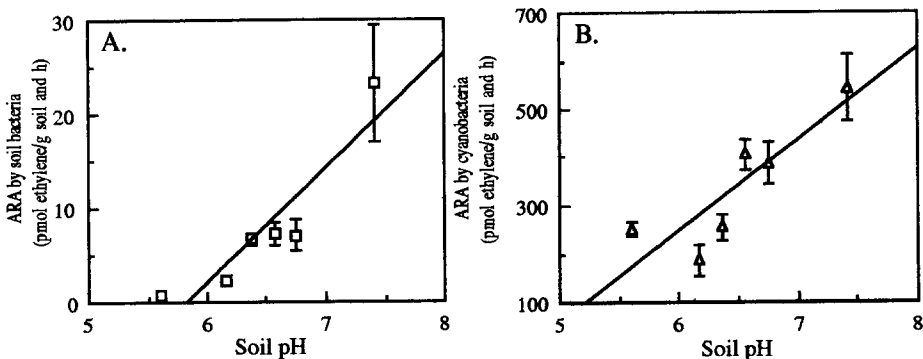 A.
ARA by soil bacteria
(pmol ethylene/g soil and h)
30
20
10
0
5
6
7
8
Soil pH
B.
ARA by cyanobacteria
(pmol ethylene/g soil and h)
700
500
300
100
5
6
7
8
Soil pH